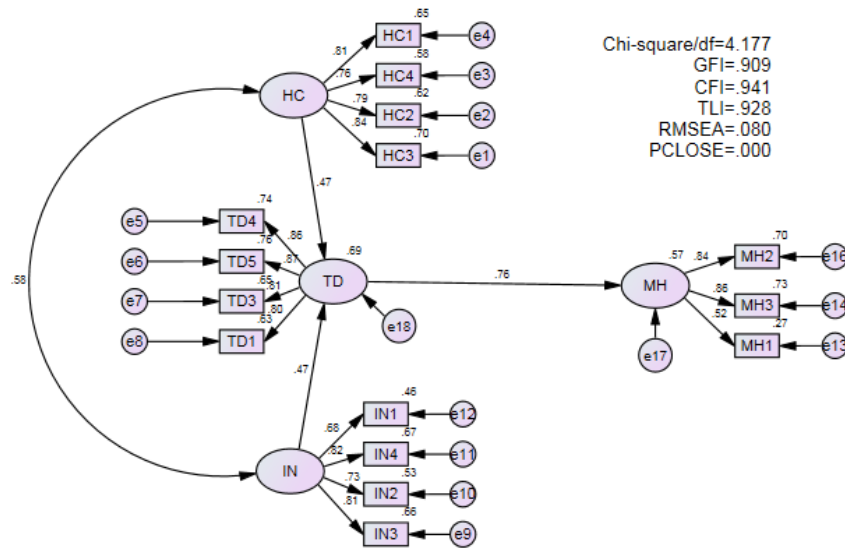 .65
HC1
e4
.81
.58
.76
HC4
e3
HC
.62
.79
HC2
e2
.84
.70
HC3
e1
Chi-square/df=4.177
GFI=.909
CFI=.941
TLI=.928
RMSEA=.080
PCLOSE=.000
.47
.74
e5
TD4
.86
.76
e6
TD5
.87
.69
.65
e7
TD3
.81
TD
.80
.63
e8
TD1
e18
.58
.76
.57
MH
.70
.84
MH2
e16
.86
.73
MH3
e14
.52
.27
MH1
e13
e17
.47
.46
IN1
e12
.68
.67
.82
IN4
e11
IN
.53
.73
IN2
e10
.81
.66
IN3
e9